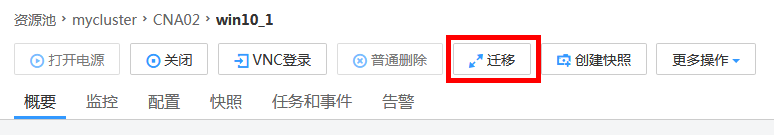 资源池 › mycluster › CNA02 › win10_1
打开电源 关闭 VNC登录 普通删除 迁移 创建快照 更多操作
概要 监控 配置 快照 任务和事件 告警